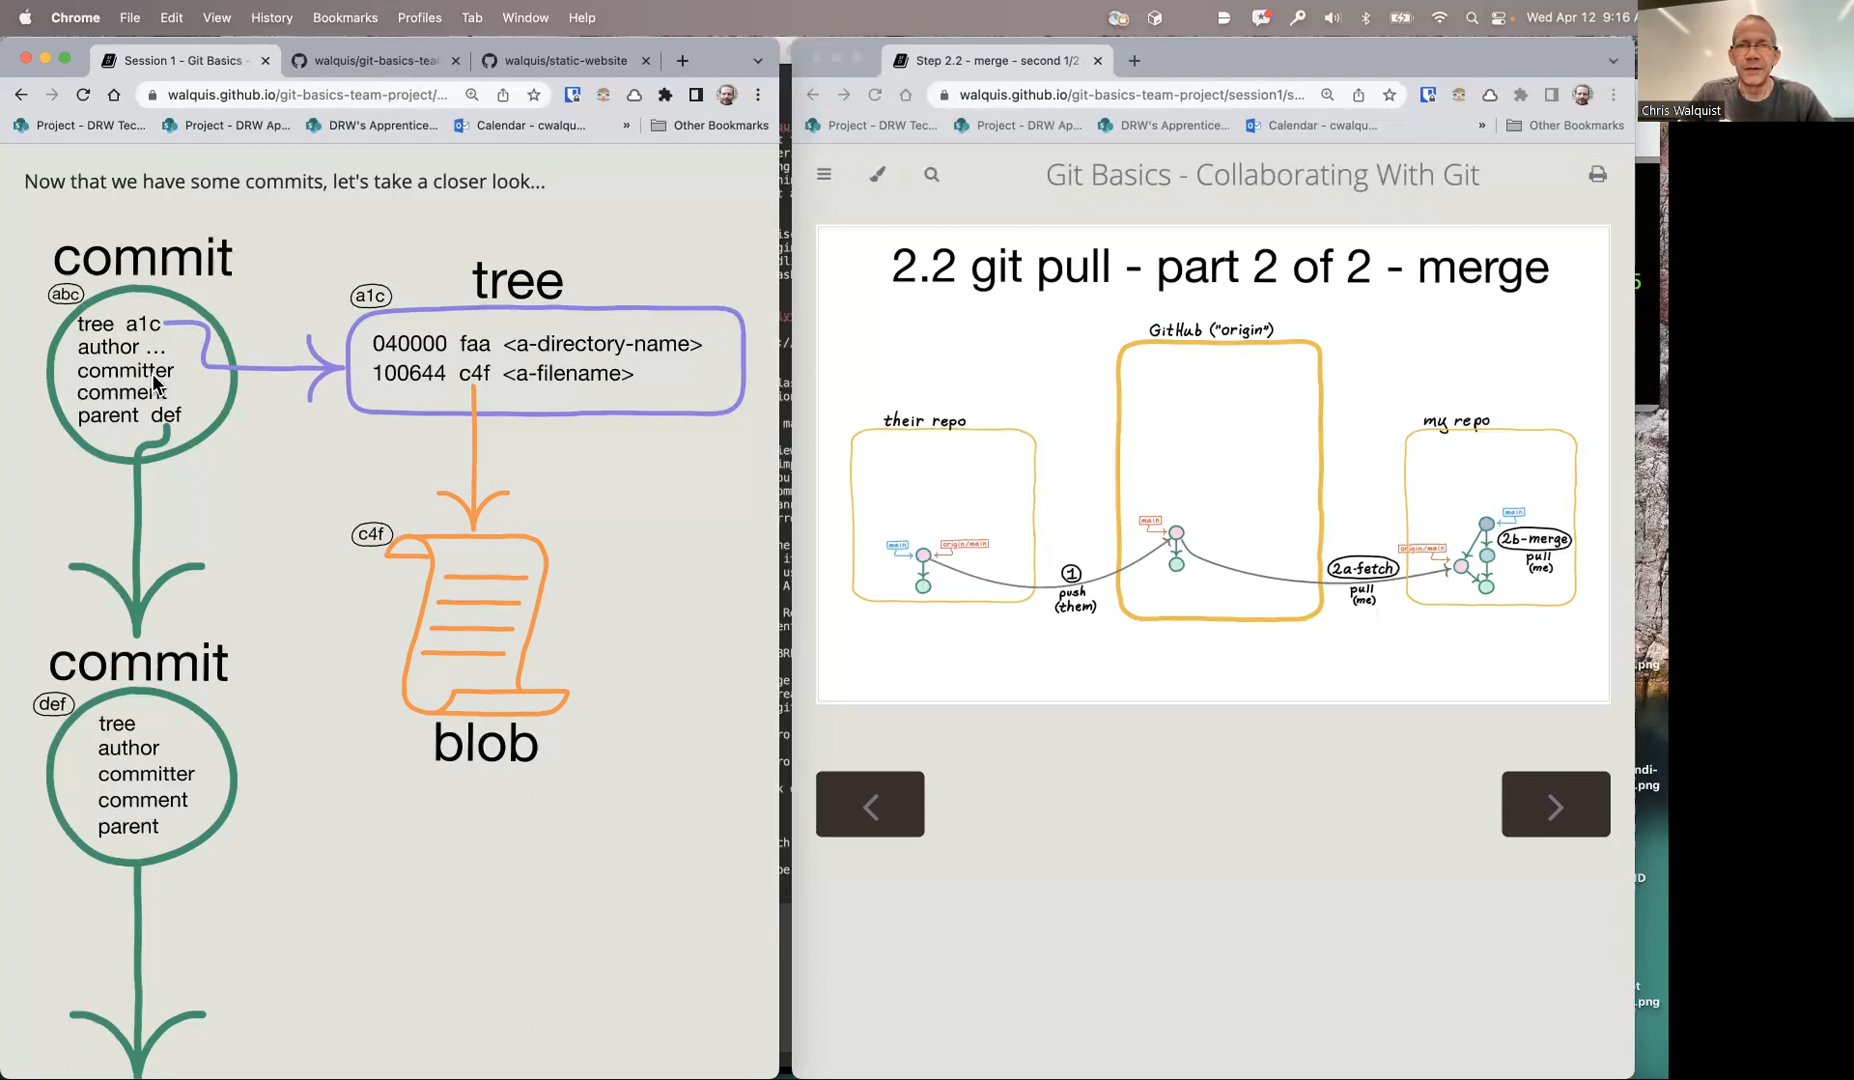 Chrome File Edit View History Bookmarks Profiles Tab Window Help
Wed Apr 12 9:16
Session 1 - Git Basics -
walquis/git-basics-tea
walquis/static-website
walquis.github.io/git-basics-team-project/...
Project - DRW Tec...
Project - DRW Ap...
DRW's Apprentice...
Calendar - cwalqu...
» Other Bookmarks
Now that we have some commits, let's take a closer look...
commit
abc
tree a1c
author ...
committer
comment
parent def
tree
a1c
040000 faa <a-directory-name>
100644 c4f <a-filename>
c4f
blob
commit
def
tree
author
committer
comment
parent
Step 2.2 - merge - second 1/2
walquis.github.io/git-basics-team-project/session1/s...
Project - DRW Tec...
Project - DRW Ap...
DRW's Apprentice...
Calendar - cwalqu...
» Other Bookmarks
Git Basics - Collaborating With Git
2.2 git pull - part 2 of 2 - merge
GitHub ("origin")
their repo
my repo
main
origin/main
1
push
(them)
main
2a-fetch
pull
(me)
origin/main
main
2b-merge
pull
(me)
Chris Walquist
.png
.png
.png